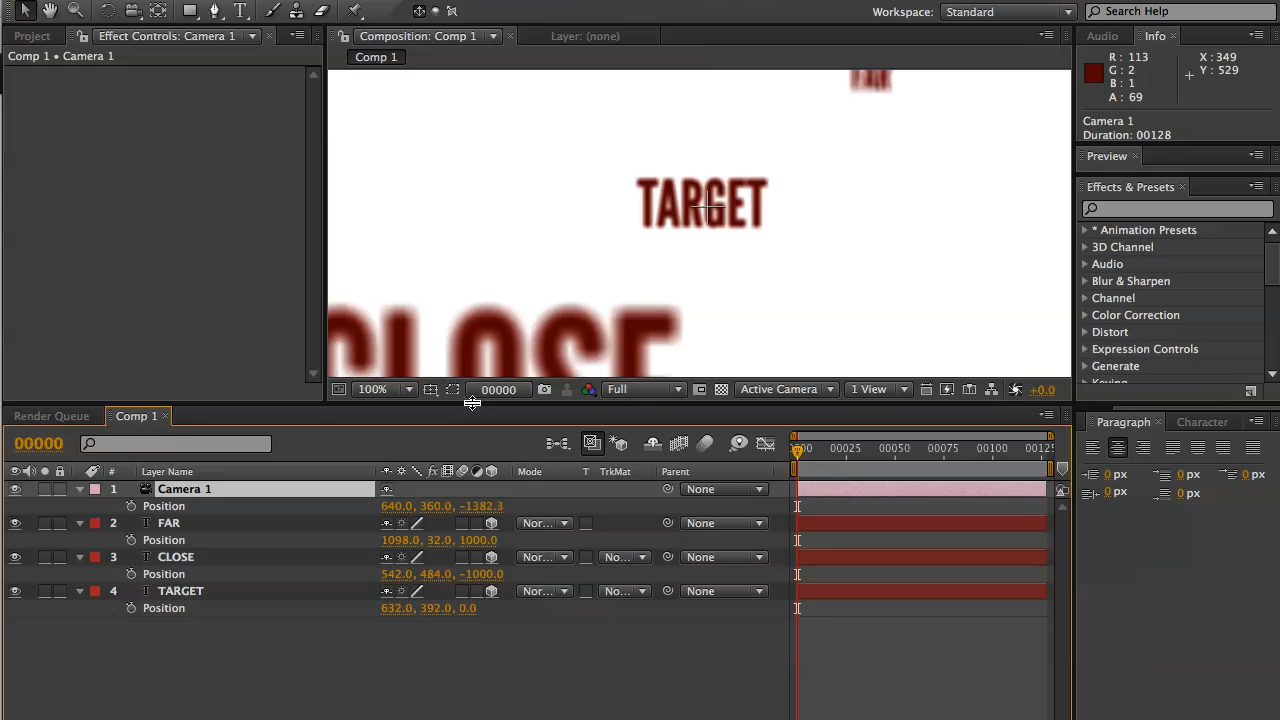 Workspace: Standard
Search Help
Project
Effect Controls: Camera 1
Composition: Comp 1
Layer: (none)
Audio
Info
Comp 1 • Camera 1
Comp 1
R: 113
G: 2
B: 1
A: 69
X: 349
Y: 529
Camera 1
Duration: 00128
FAR
TARGET
CLOSE
Preview
Effects & Presets
* Animation Presets
3D Channel
Audio
Blur & Sharpen
Channel
Color Correction
Distort
Expression Controls
Generate
Keying
100%
00000
Full
Active Camera
1 View
+0.0
Render Queue
Comp 1
Paragraph
Character
00000
00025
00050
00075
00100
0 px
0 px
0 px
0 px
0 px
# Layer Name Mode T TrkMat Parent
1 Camera 1 None
Position 640.0, 360.0, -1382.3
2 FAR Nor... None
Position 1098.0, 32.0, 1000.0
3 CLOSE Nor... No... None
Position 542.0, 484.0, -1000.0
4 TARGET Nor... No... None
Position 632.0, 392.0, 0.0